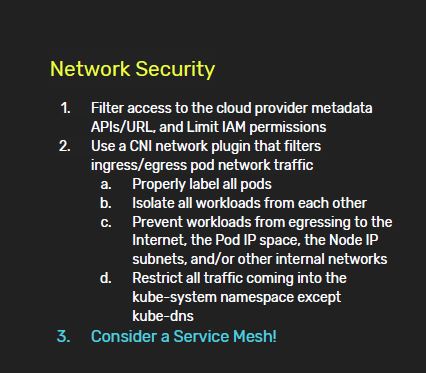 Network Security
1. Filter access to the cloud provider metadata
APIs/URL, and Limit IAM permissions
2. Use a CNI network plugin that filters
ingress/egress pod network traffic
a. Properly label all pods
b. Isolate all workloads from each other
c. Prevent workloads from egressing to the
Internet, the Pod IP space, the Node IP
subnets, and/or other internal networks
d. Restrict all traffic coming into the
kube-system namespace except
kube-dns
3. Consider a Service Mesh!